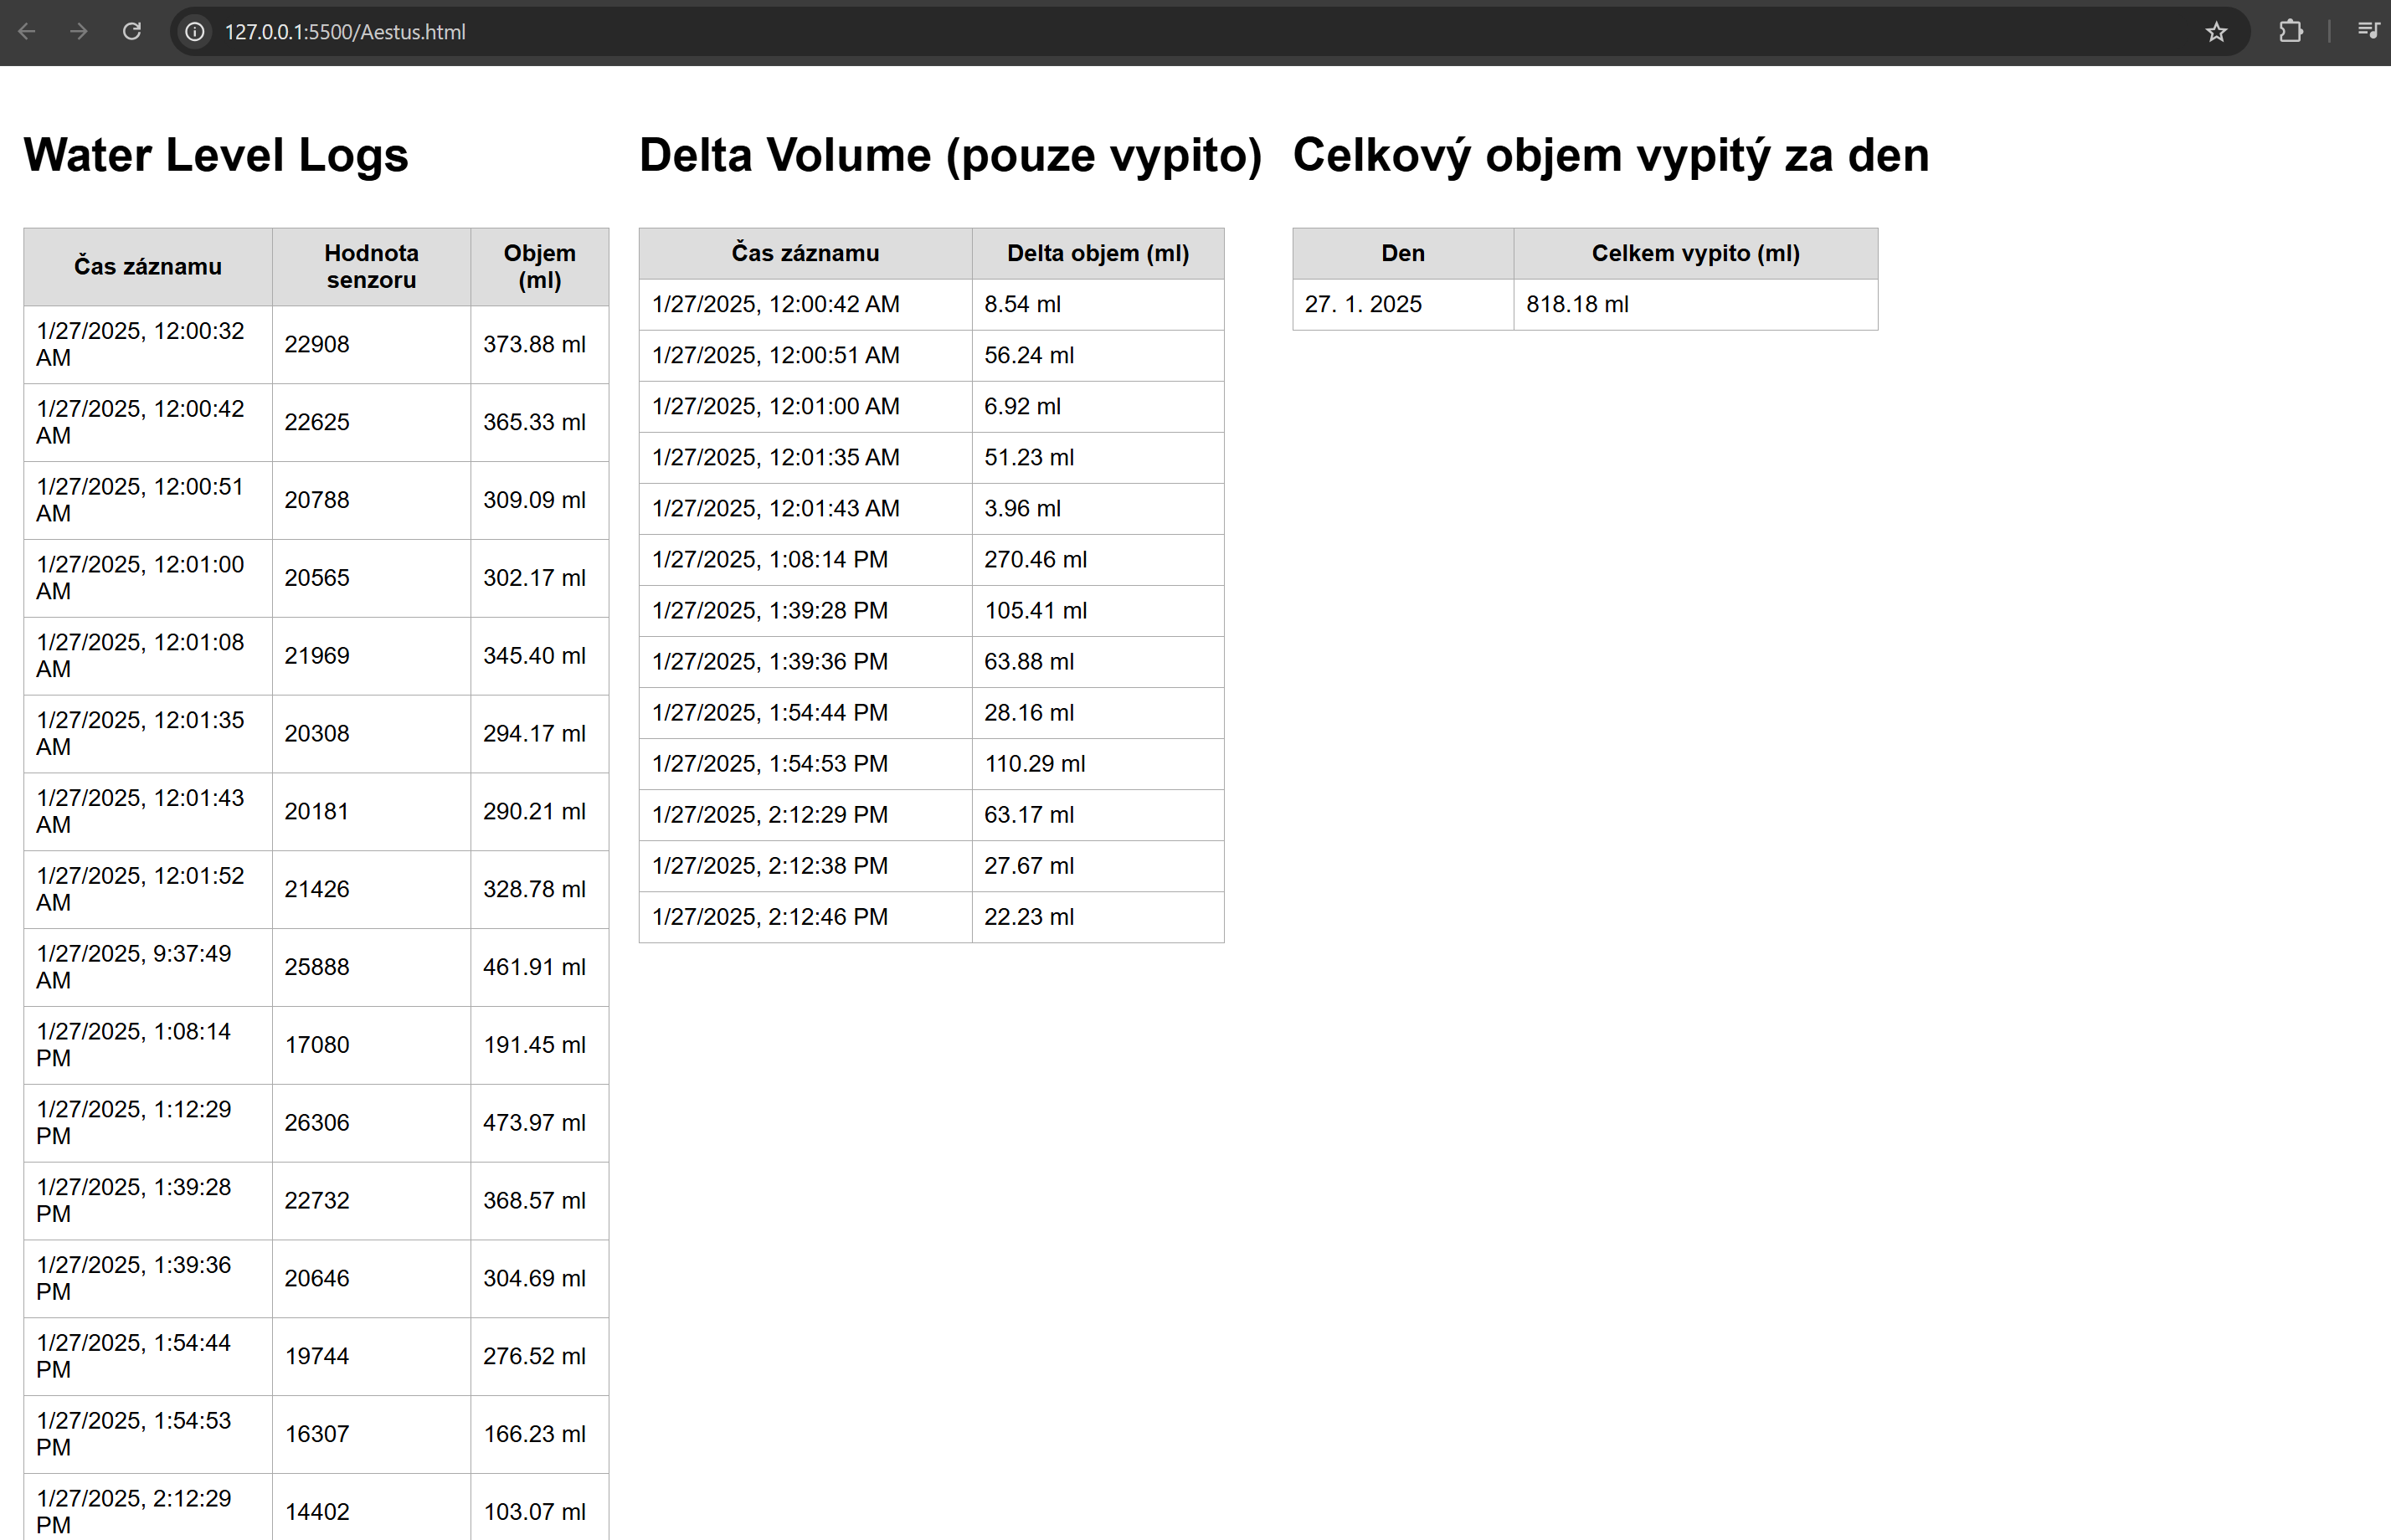 127.0.0.1:5500/Aestus.html
Water Level Logs
Čas záznamu Hodnota senzoru Objem (ml)
1/27/2025, 12:00:32 AM 22908 373.88 ml
1/27/2025, 12:00:42 AM 22625 365.33 ml
1/27/2025, 12:00:51 AM 20788 309.09 ml
1/27/2025, 12:01:00 AM 20565 302.17 ml
1/27/2025, 12:01:08 AM 21969 345.40 ml
1/27/2025, 12:01:35 AM 20308 294.17 ml
1/27/2025, 12:01:43 AM 20181 290.21 ml
1/27/2025, 12:01:52 AM 21426 328.78 ml
1/27/2025, 9:37:49 AM 25888 461.91 ml
1/27/2025, 1:08:14 PM 17080 191.45 ml
1/27/2025, 1:12:29 PM 26306 473.97 ml
1/27/2025, 1:39:28 PM 22732 368.57 ml
1/27/2025, 1:39:36 PM 20646 304.69 ml
1/27/2025, 1:54:44 PM 19744 276.52 ml
1/27/2025, 1:54:53 PM 16307 166.23 ml
1/27/2025, 2:12:29 PM 14402 103.07 ml
Delta Volume (pouze vypito)
Čas záznamu Delta objem (ml)
1/27/2025, 12:00:42 AM 8.54 ml
1/27/2025, 12:00:51 AM 56.24 ml
1/27/2025, 12:01:00 AM 6.92 ml
1/27/2025, 12:01:35 AM 51.23 ml
1/27/2025, 12:01:43 AM 3.96 ml
1/27/2025, 1:08:14 PM 270.46 ml
1/27/2025, 1:39:28 PM 105.41 ml
1/27/2025, 1:39:36 PM 63.88 ml
1/27/2025, 1:54:44 PM 28.16 ml
1/27/2025, 1:54:53 PM 110.29 ml
1/27/2025, 2:12:29 PM 63.17 ml
1/27/2025, 2:12:38 PM 27.67 ml
1/27/2025, 2:12:46 PM 22.23 ml
Celkový objem vypitý za den
Den Celkem vypito (ml)
27. 1. 2025 818.18 ml